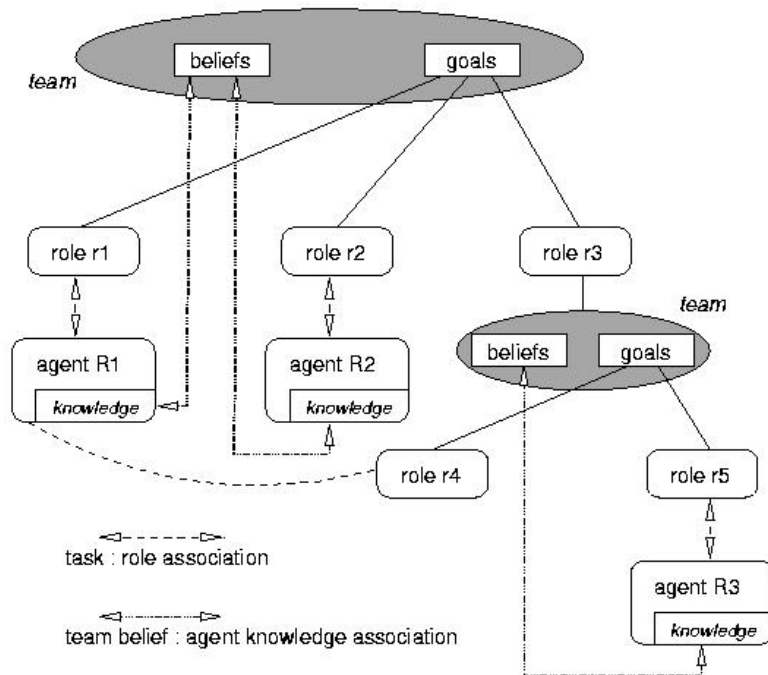 beliefs
goals
team
role r1
role r2
role r3
team
agent R1
agent R2
beliefs
goals
knowledge
knowledge
role r4
role r5
task : role association
agent R3
team belief : agent knowledge association
knowledge